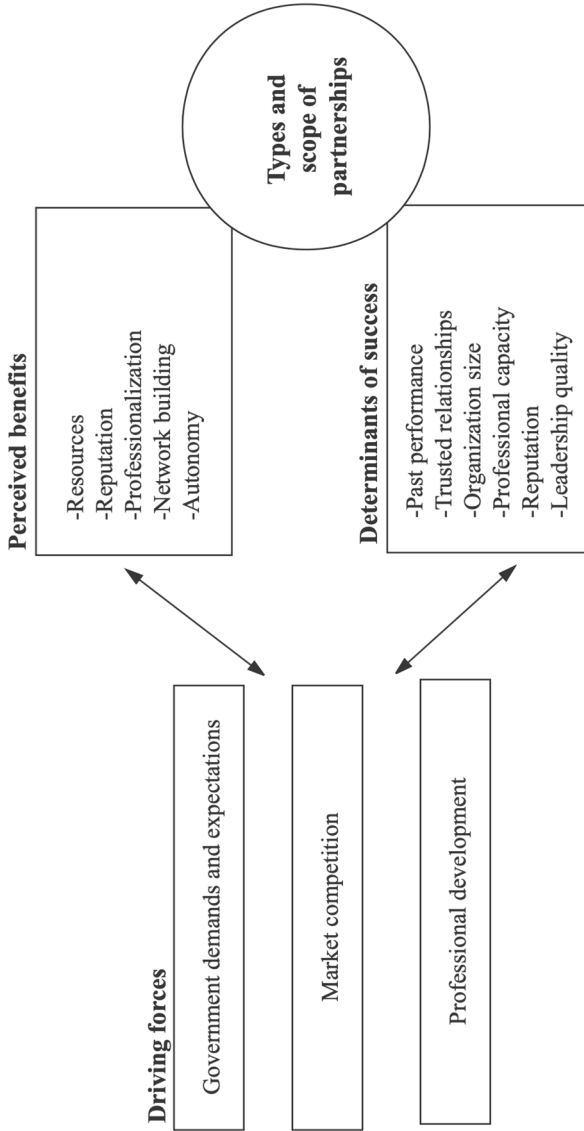 Driving forces
Government demands and expectations
Market competition
Professional development
Perceived benefits
-Resources
-Reputation
-Professionalization
-Network building
-Autonomy
Determinants of success
-Past performance
-Trusted relationships
-Organization size
-Professional capacity
-Reputation
-Leadership quality
Types and
scope of
partnerships